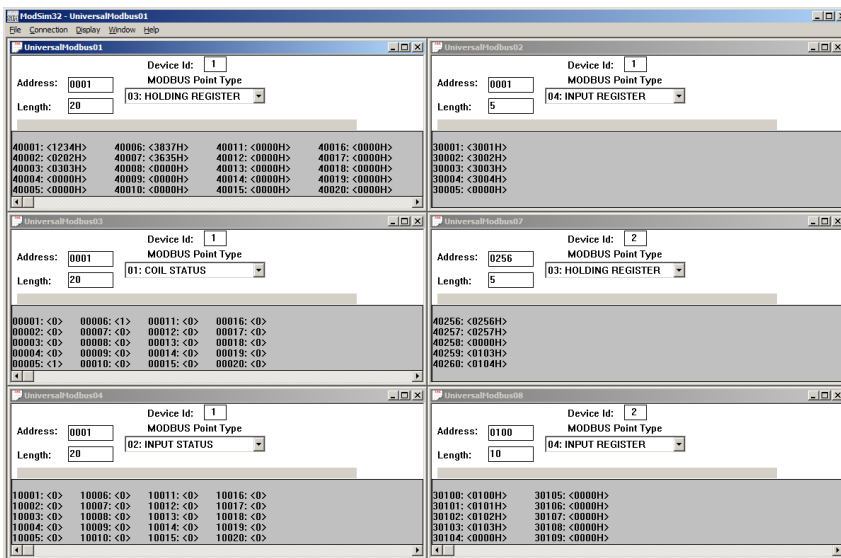 ModSim32 - UniversalModbus01
File Connection Display Window Help
UniversalModbus01
Device Id: 1
Address: 0001
MODBUS Point Type
03: HOLDING REGISTER
Length: 20
40001: <1234H> 40006: <3837H> 40011: <0000H> 40016: <0000H>
40002: <0202H> 40007: <3635H> 40012: <0000H> 40017: <0000H>
40003: <0303H> 40008: <0000H> 40013: <0000H> 40018: <0000H>
40004: <0000H> 40009: <0000H> 40014: <0000H> 40019: <0000H>
40005: <0000H> 40010: <0000H> 40015: <0000H> 40020: <0000H>
UniversalModbus02
Device Id: 1
Address: 0001
MODBUS Point Type
04: INPUT REGISTER
Length: 5
30001: <3001H>
30002: <3002H>
30003: <3003H>
30004: <3004H>
30005: <0000H>
UniversalModbus03
Device Id: 1
Address: 0001
MODBUS Point Type
01: COIL STATUS
Length: 20
00001: <0> 00006: <1> 00011: <0> 00016: <0>
00002: <0> 00007: <0> 00012: <0> 00017: <0>
00003: <0> 00008: <0> 00013: <0> 00018: <0>
00004: <0> 00009: <0> 00014: <0> 00019: <0>
00005: <1> 00010: <0> 00015: <0> 00020: <0>
UniversalModbus07
Device Id: 2
Address: 0256
MODBUS Point Type
03: HOLDING REGISTER
Length: 5
40256: <0256H>
40257: <0257H>
40258: <0000H>
40259: <0103H>
40260: <0104H>
UniversalModbus04
Device Id: 1
Address: 0001
MODBUS Point Type
02: INPUT STATUS
Length: 20
10001: <0> 10006: <0> 10011: <0> 10016: <0>
10002: <0> 10007: <0> 10012: <0> 10017: <0>
10003: <0> 10008: <0> 10013: <0> 10018: <0>
10004: <0> 10009: <0> 10014: <0> 10019: <0>
10005: <0> 10010: <0> 10015: <0> 10020: <0>
UniversalModbus08
Device Id: 2
Address: 0100
MODBUS Point Type
04: INPUT REGISTER
Length: 10
30100: <0100H> 30105: <0000H>
30101: <0101H> 30106: <0000H>
30102: <0102H> 30107: <0000H>
30103: <0103H> 30108: <0000H>
30104: <0000H> 30109: <0000H>